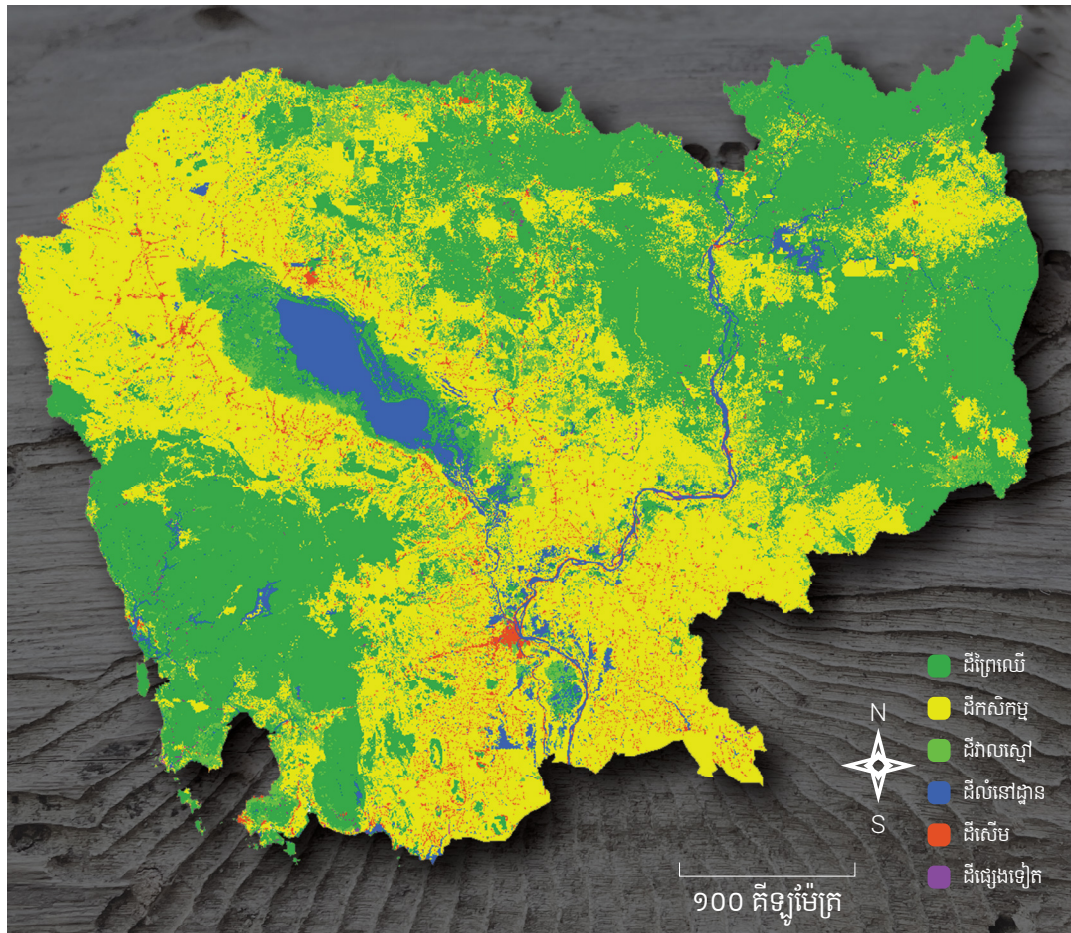 ដីព្រៃឈើ
ដីកសិកម្ម
ដីវាលស្មៅ
ដីលំនៅដ្ឋាន
ដីសើម
ដីផ្សេងទៀត
N
S
១០០ គីឡូម៉ែត្រ